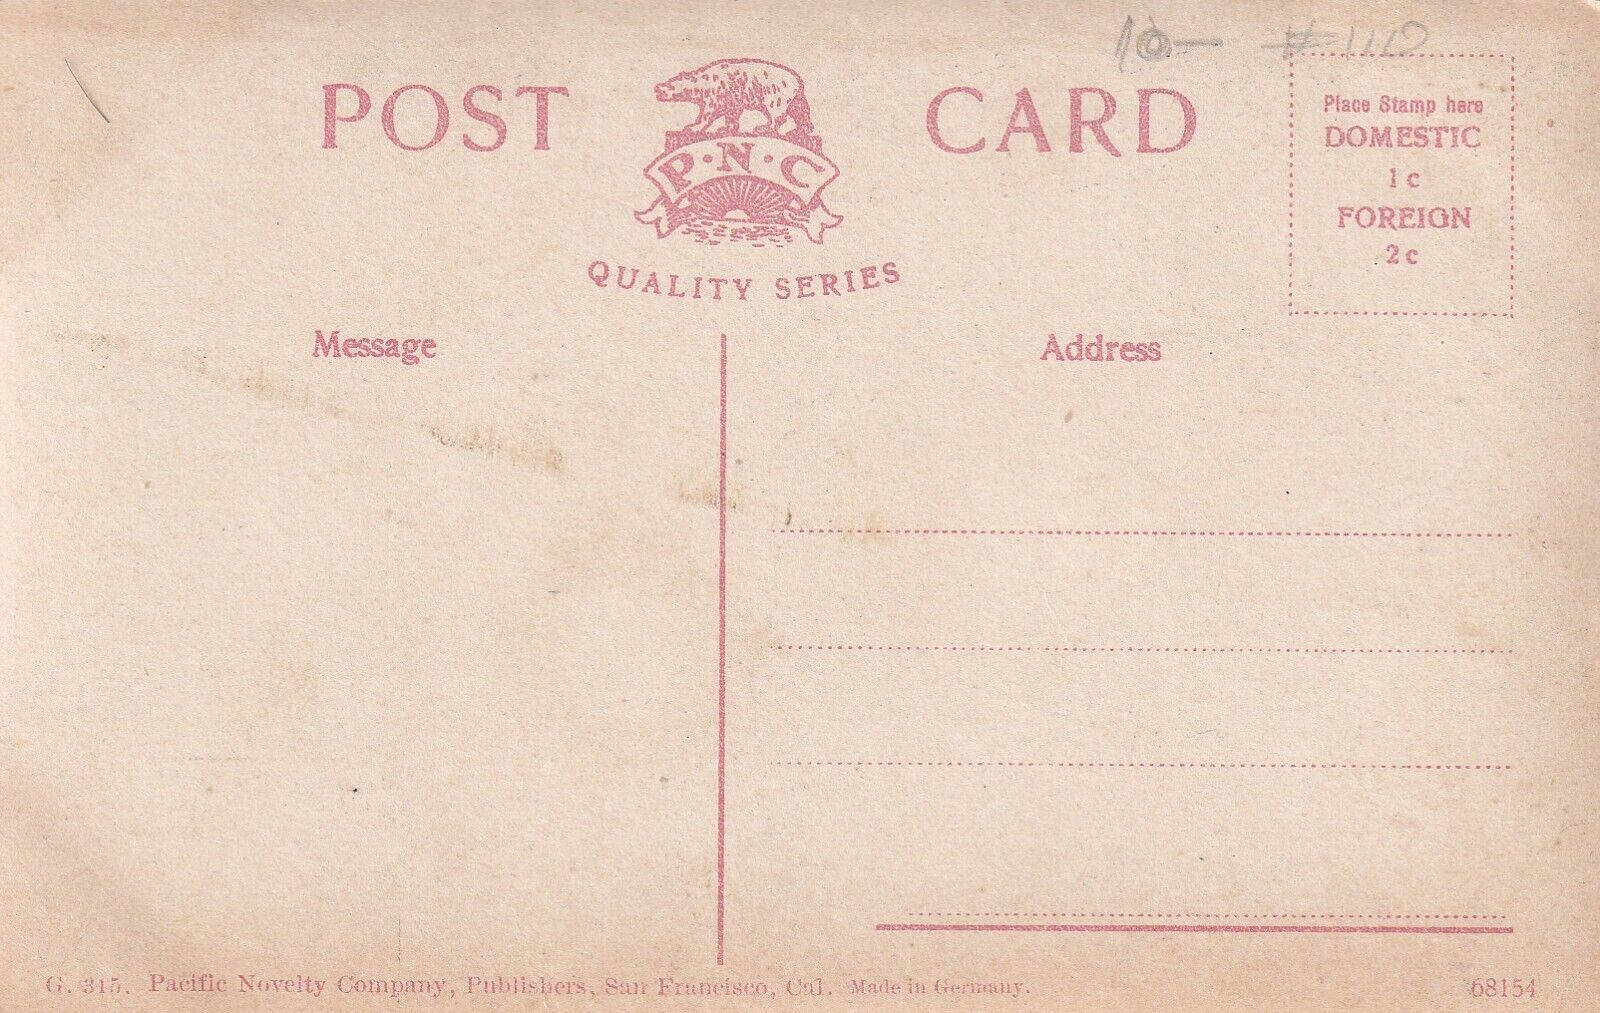 10— #1110
POST CARD
P·N·C
QUALITY SERIES
Place Stamp here
DOMESTIC
1c
FOREIGN
2c
Message
Address
G. 315. Pacific Novelty Company, Publishers, San Francisco, Cal. Made in Germany.
68154